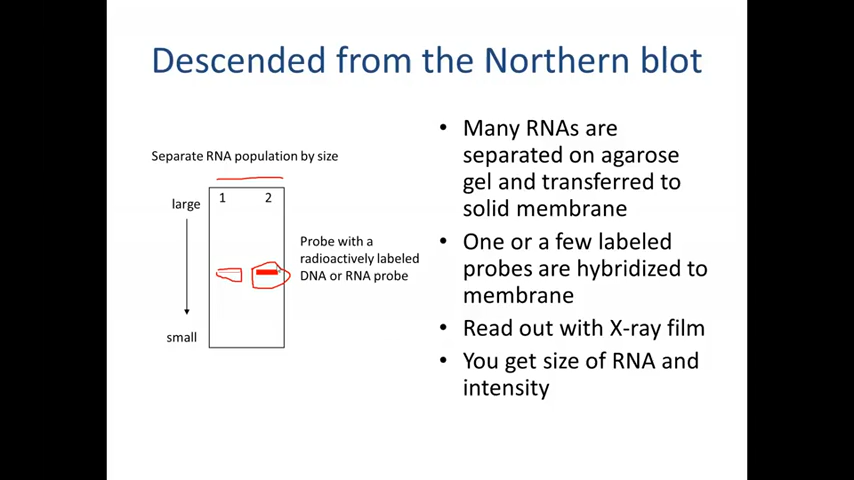 Descended from the Northern blot
Separate RNA population by size
large
1 2
Probe with a
radioactively labeled
DNA or RNA probe
small
• Many RNAs are
separated on agarose
gel and transferred to
solid membrane
• One or a few labeled
probes are hybridized to
membrane
• Read out with X-ray film
• You get size of RNA and
intensity